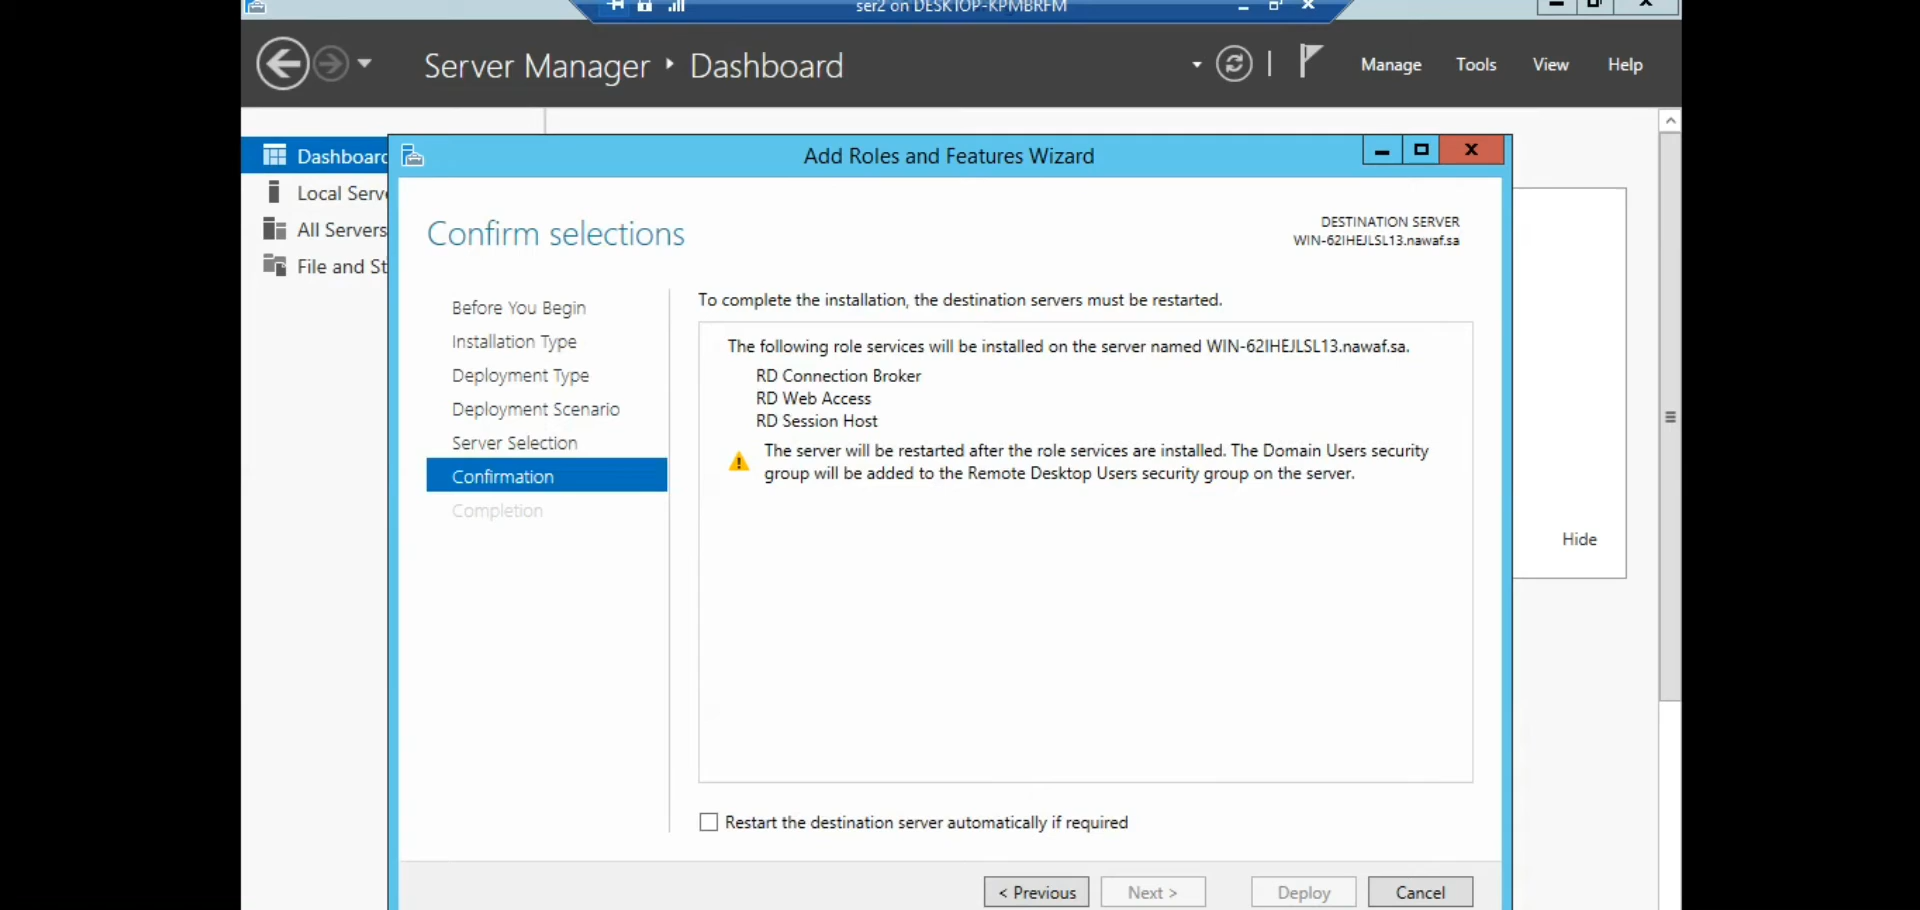 ser2 on DESKTOP-KPMBRFM
Server Manager Dashboard
Manage Tools View Help
Dashboard
Local
All Servers
File and
Add Roles and Features Wizard
Confirm selections
DESTINATION SERVER
WIN-62IHEJLSL13.nawaf.sa
Before You Begin
Installation Type
Deployment Type
Deployment Scenario
Server Selection
Confirmation
Completion
To complete the installation, the destination servers must be restarted.
The following role services will be installed on the server named WIN-62IHEJLSL13.nawaf.sa.
RD Connection Broker
RD Web Access
RD Session Host
The server will be restarted after the role services are installed. The Domain Users security
group will be added to the Remote Desktop Users security group on the server.
Hide
Restart the destination server automatically if required
< Previous
Next >
Deploy
Cancel